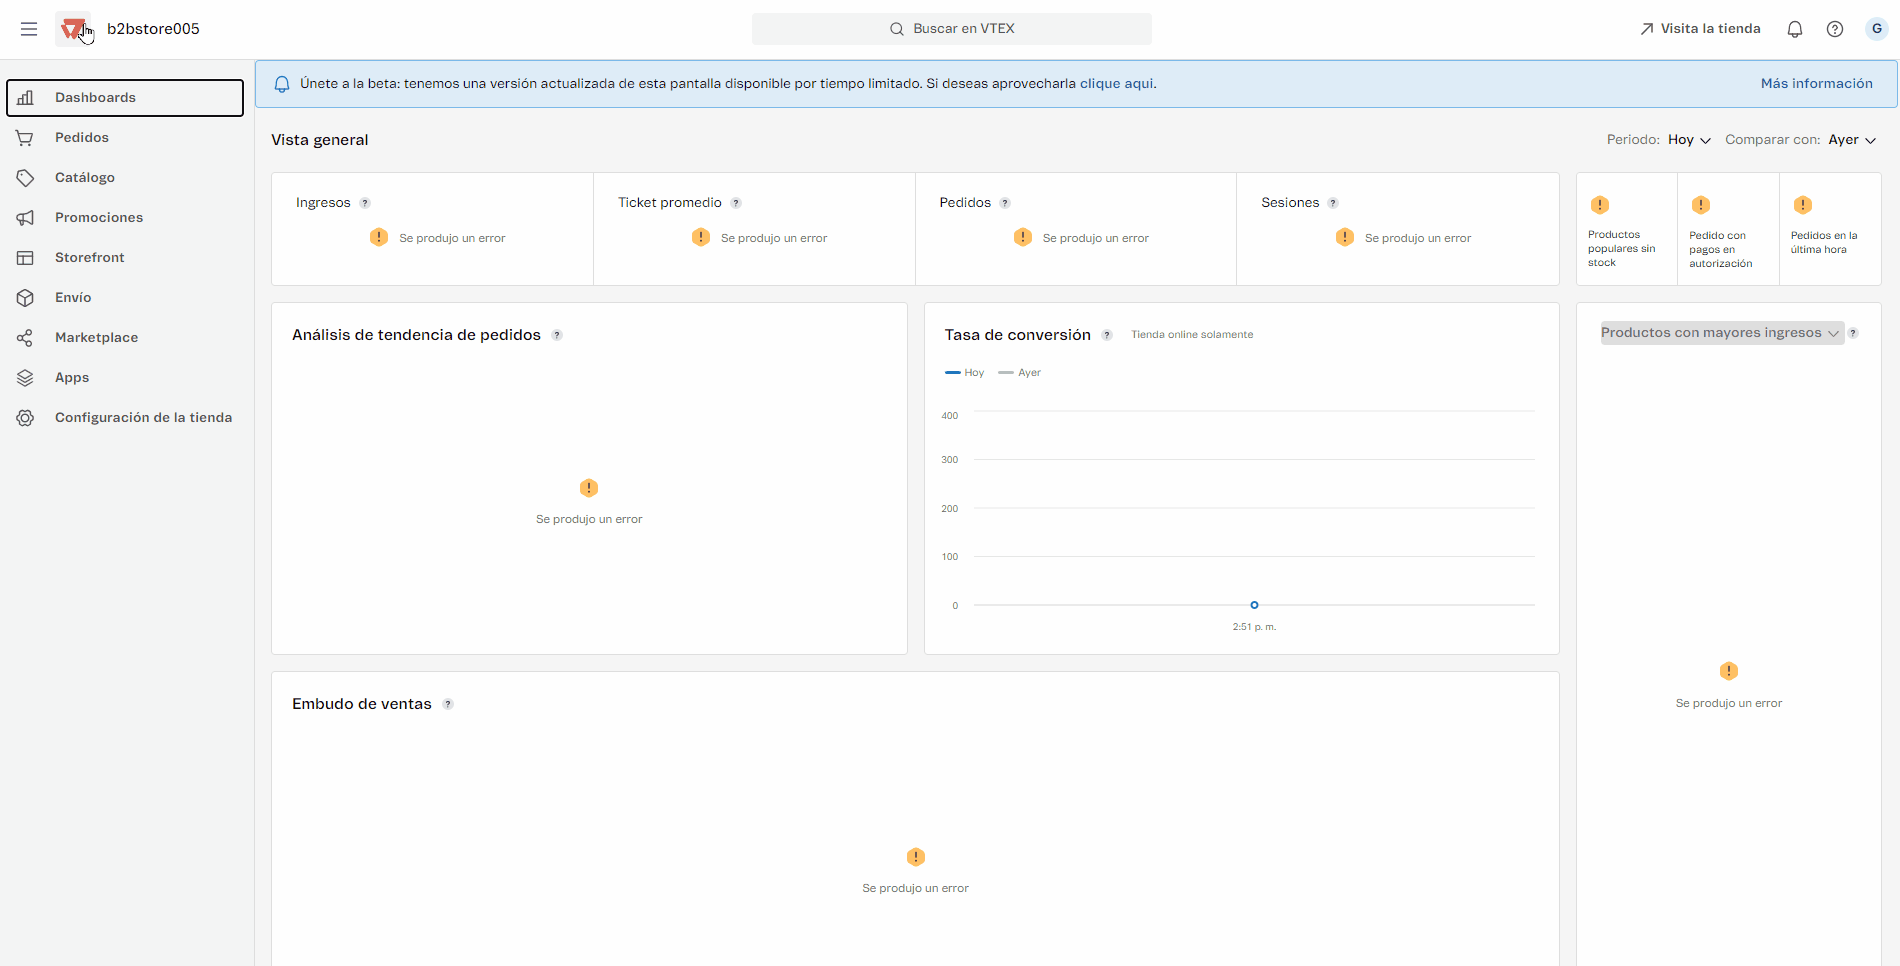 b2bstore005
Buscar en VTEX
Visita la tienda
G
Dashboards
Pedidos
Catálogo
Promociones
Storefront
Envío
Marketplace
Apps
Configuración de la tienda
Únete a la beta: tenemos una versión actualizada de esta pantalla disponible por tiempo limitado. Si deseas aprovecharla clique aqui.
Más información
Vista general
Periodo: Hoy
Comparar con: Ayer
Ingresos ?
Se produjo un error
Ticket promedio ?
Se produjo un error
Pedidos ?
Se produjo un error
Sesiones ?
Se produjo un error
Productos
populares sin
stock
Pedido con
pagos en
autorización
Pedidos en la
última hora
Análisis de tendencia de pedidos ?
Se produjo un error
Tasa de conversión ? Tienda online solamente
Hoy Ayer
400
300
200
100
0
2:51 p. m.
Productos con mayores ingresos ?
Se produjo un error
Embudo de ventas ?
Se produjo un error